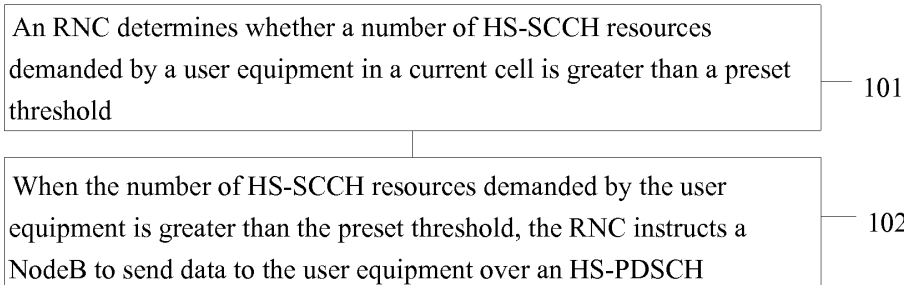 An RNC determines whether a number of HS-SCCH resources
demanded by a user equipment in a current cell is greater than a preset
threshold
101
When the number of HS-SCCH resources demanded by the user
equipment is greater than the preset threshold, the RNC instructs a
NodeB to send data to the user equipment over an HS-PDSCH
102